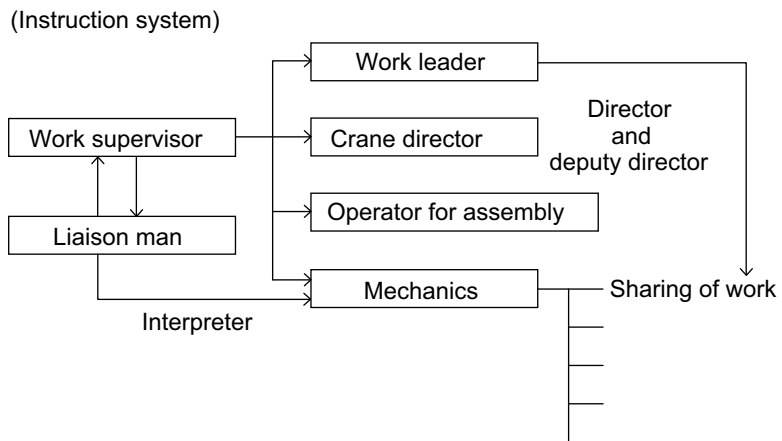 (Instruction system)
Work leader
Director
and
deputy director
Work supervisor
Crane director
Operator for assembly
Liaison man
Mechanics
Sharing of work
Interpreter